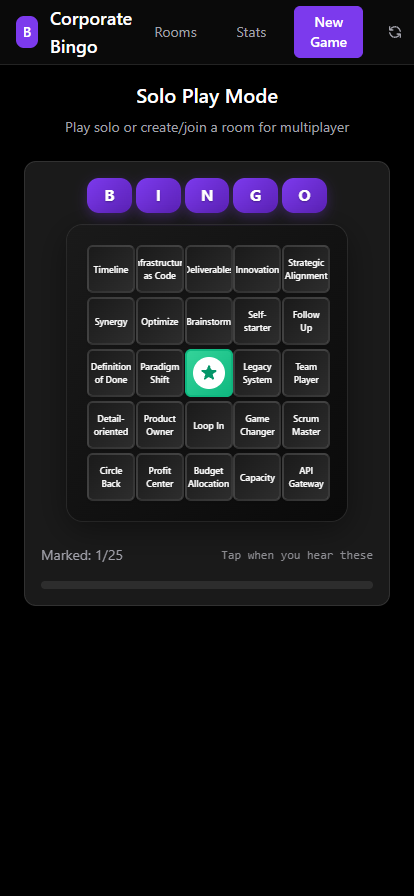 B
Corporate
Bingo
Rooms
Stats
New
Game
Solo Play Mode
Play solo or create/join a room for multiplayer
B I N G O
Timeline
nfrastructur
as Code
Deliverables
Innovation
Strategic
Alignment
Synergy
Optimize
Brainstorm
Self-
starter
Follow
Up
Definition
of Done
Paradigm
Shift
Legacy
System
Team
Player
Detail-
oriented
Product
Owner
Loop In
Game
Changer
Scrum
Master
Circle
Back
Profit
Center
Budget
Allocation
Capacity
API
Gateway
Marked: 1/25
Tap when you hear these